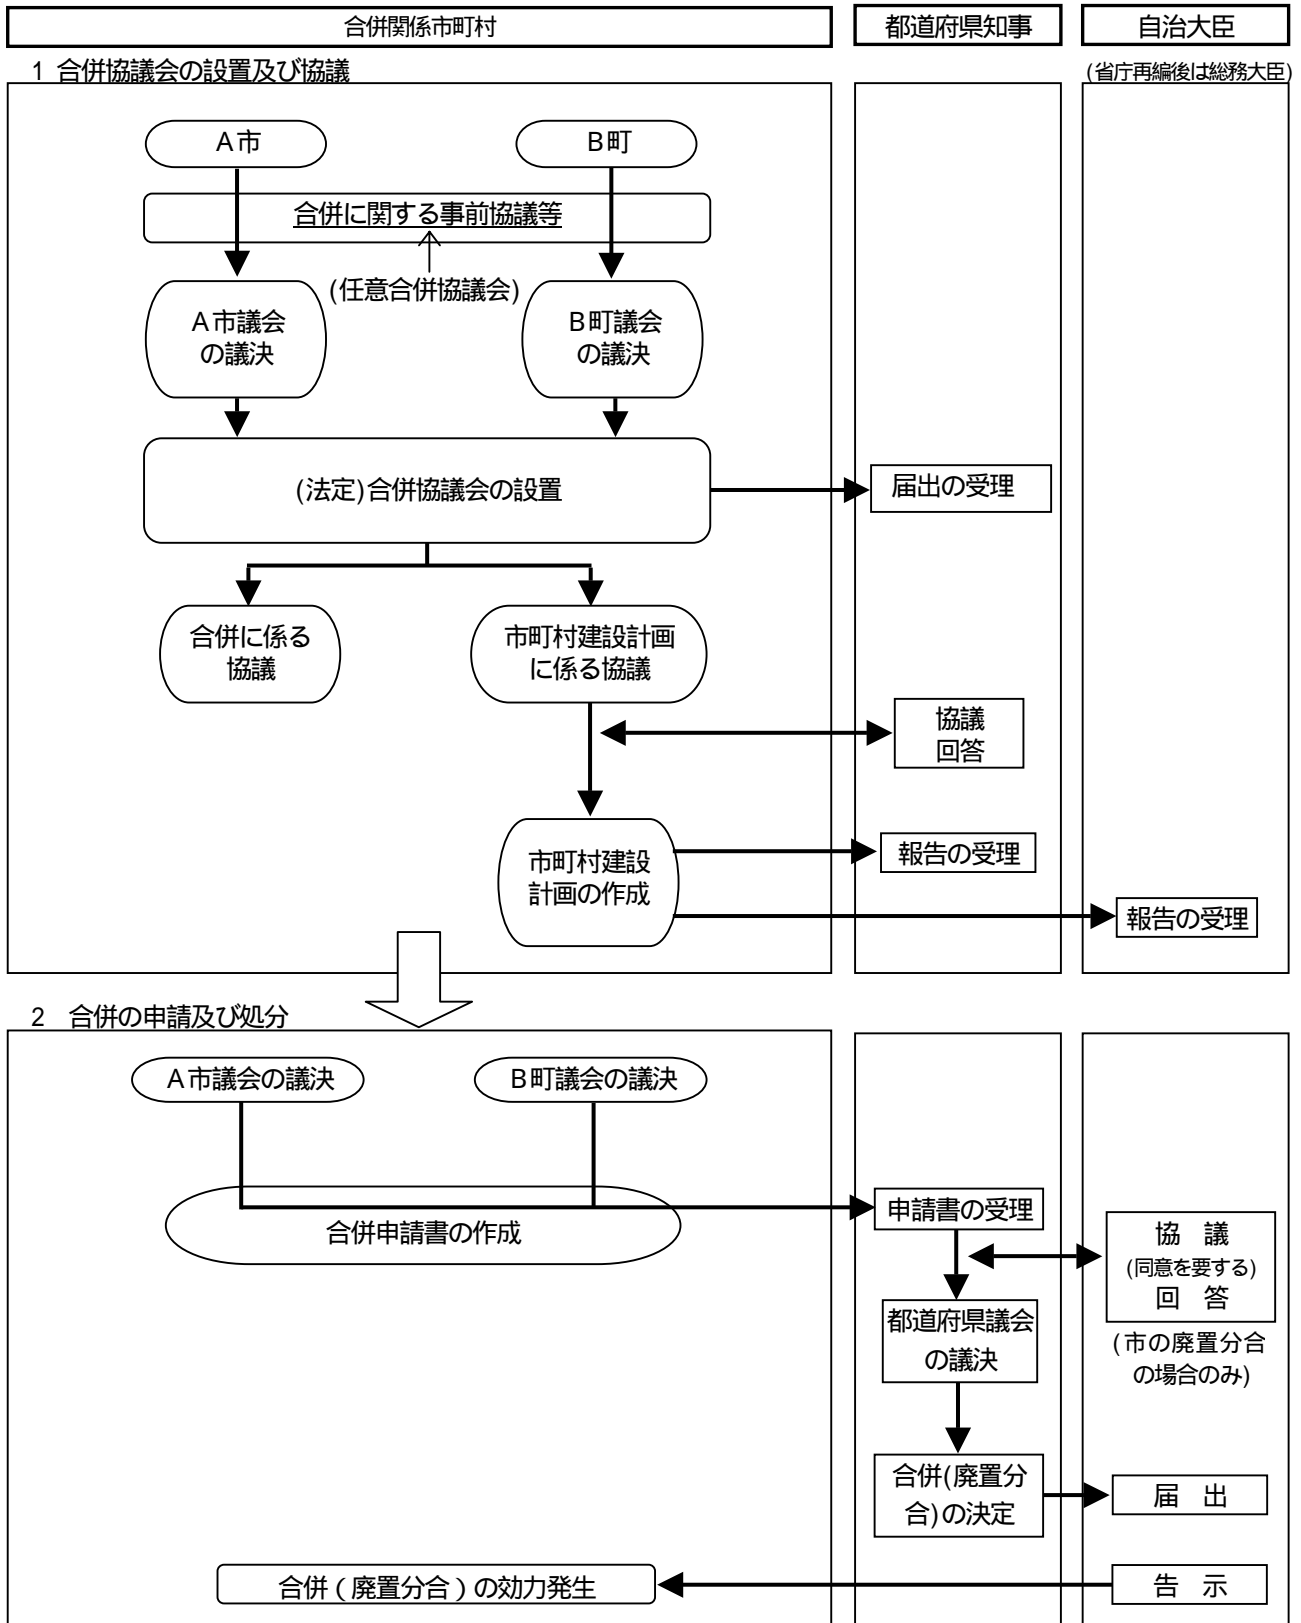 合併関係市町村
都道府県知事
自治大臣
1 合併協議会の設置及び協議
(省庁再編後は総務大臣)
A市
B町
合併に関する事前協議等
(任意合併協議会)
A市議会
の議決
B町議会
の議決
(法定)合併協議会の設置
届出の受理
合併に係る
協議
市町村建設計画
に係る協議
協議
回答
市町村建設
計画の作成
報告の受理
報告の受理
2 合併の申請及び処分
A市議会の議決
B町議会の議決
合併申請書の作成
申請書の受理
協 議
(同意を要する)
回 答
(市の廃置分合
の場合のみ)
都道府県議会
の議決
合併(廃置分
合)の決定
届 出
合併(廃置分合)の効力発生
告 示